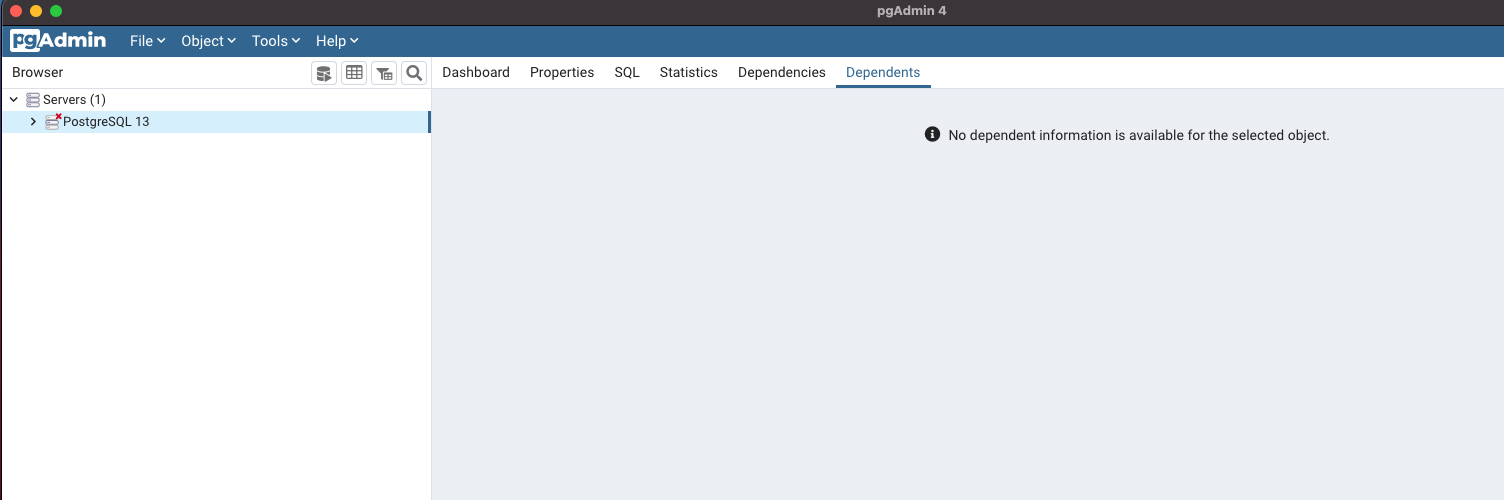 pgAdmin 4
pgAdmin File Object Tools Help
Browser Dashboard Properties SQL Statistics Dependencies Dependents
Servers (1)
PostgreSQL 13
No dependent information is available for the selected object.